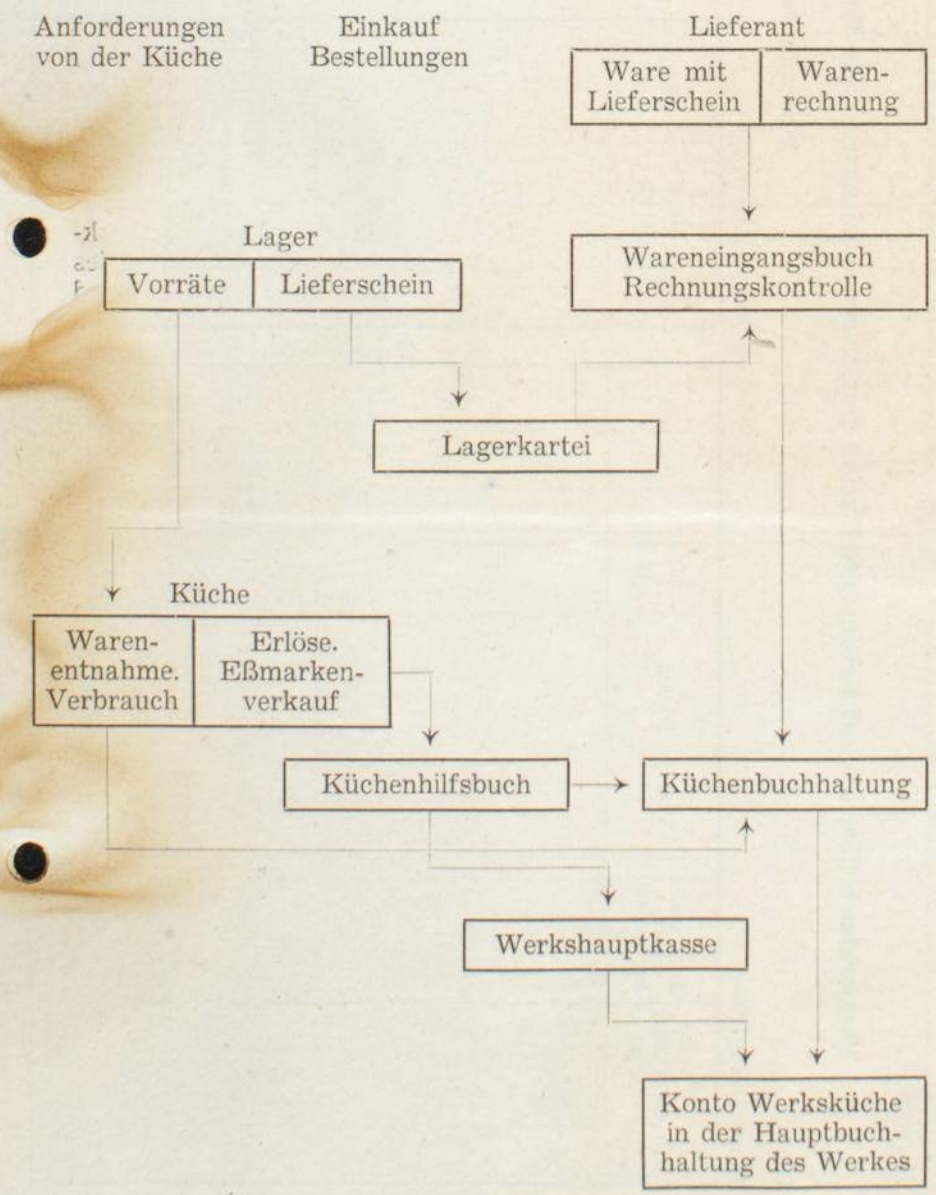 Anforderungen
von der Küche
Einkauf
Bestellungen
Lieferant
Ware mit
Lieferschein
Waren-
rechnung
Lager
Vorräte
Lieferschein
Wareneingangsbuch
Rechnungskontrolle
Lagerkartei
Küche
Waren-
entnahme.
Verbrauch
Erlöse.
Eßmarken-
verkauf
Küchenhilfsbuch
Küchenbuchhaltung
Werkshauptkasse
Konto Werksküche
in der Hauptbuch-
haltung des Werkes